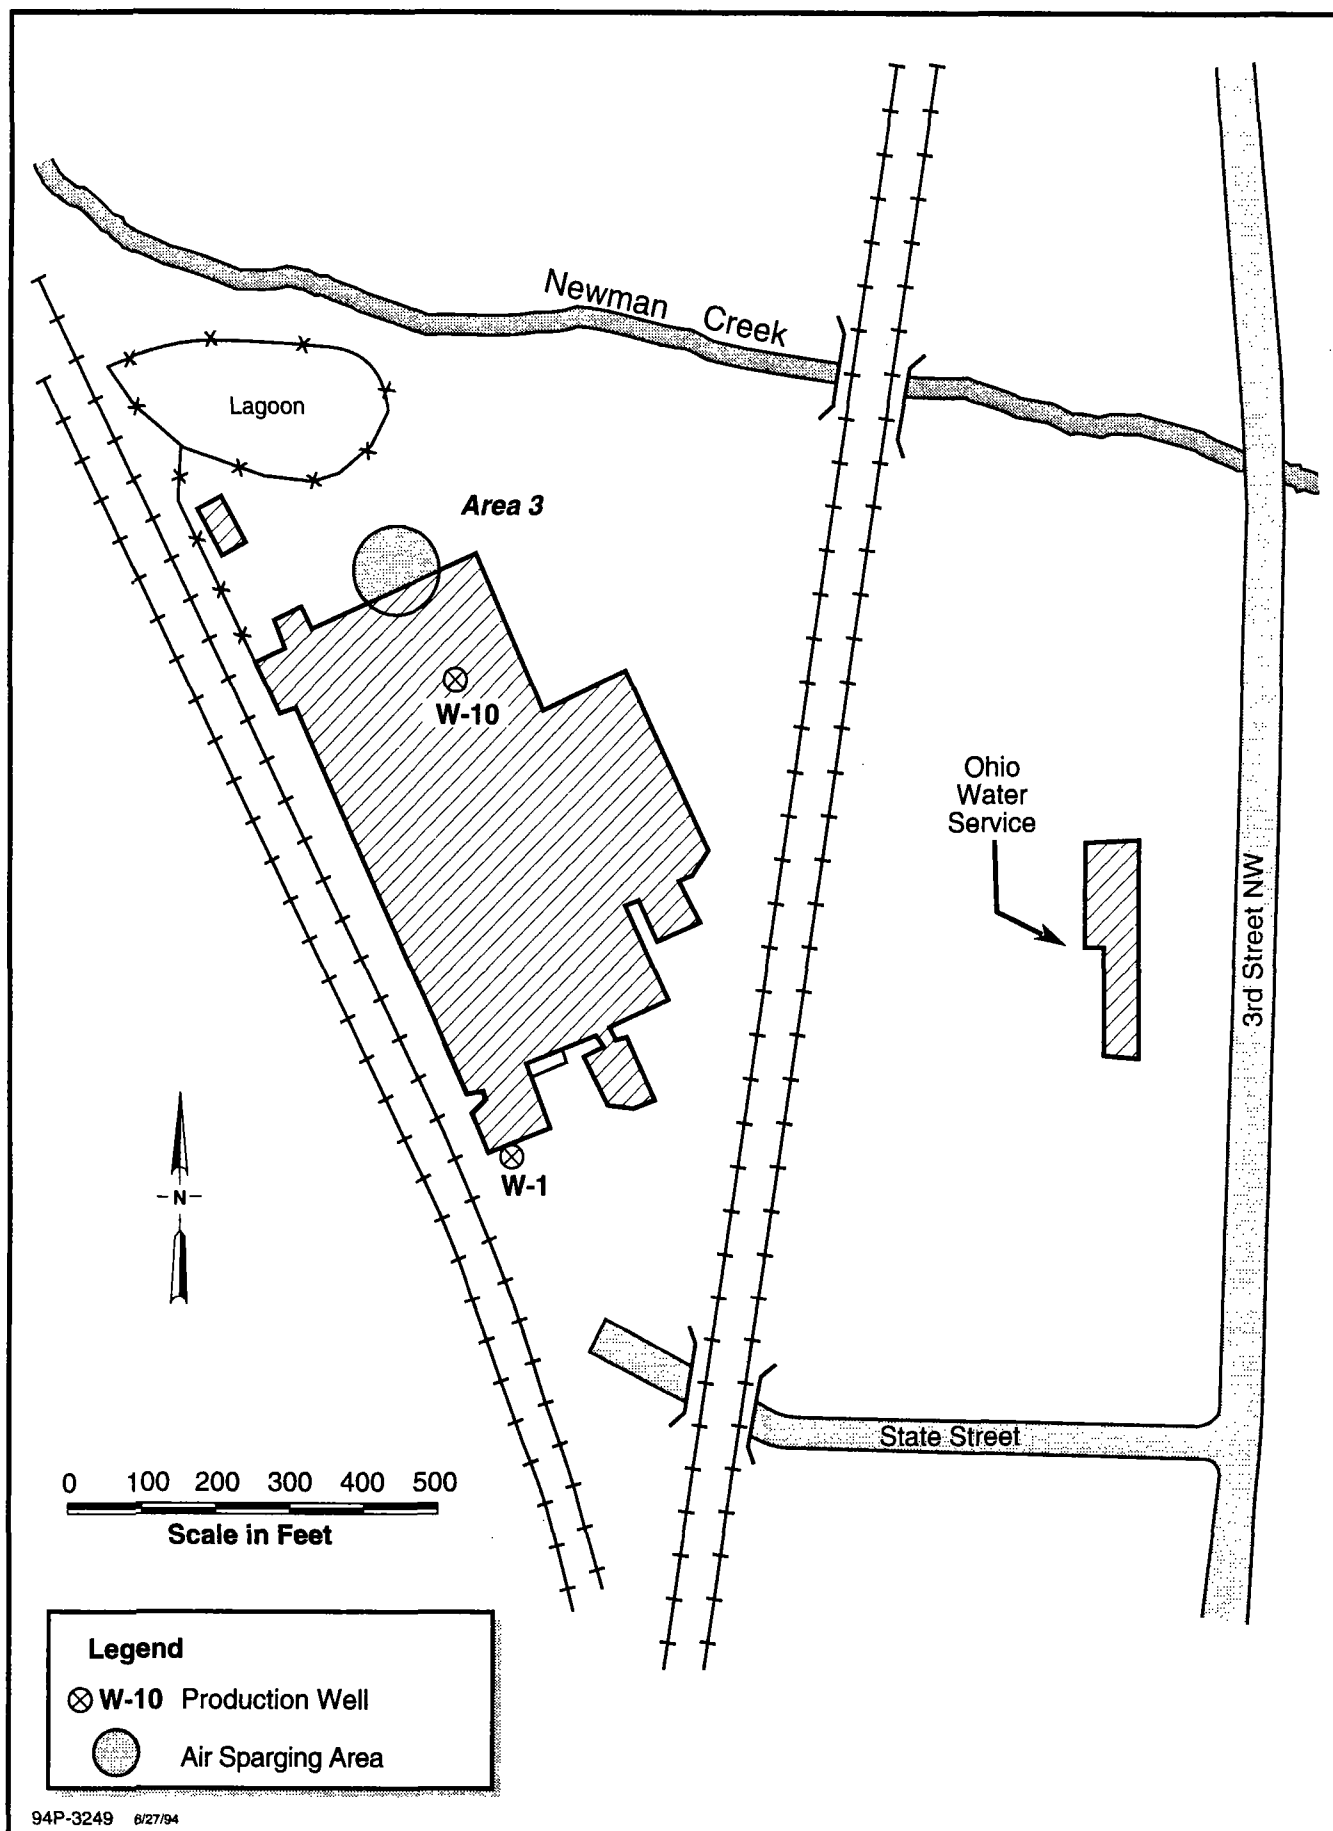 Newman Creek
Lagoon
Area 3
W-10
Ohio
Water
Service
3rd Street NW
W-1
N
State Street
0 100 200 300 400 500
Scale in Feet
Legend
W-10 Production Well
Air Sparging Area
94P-3249 6/27/94